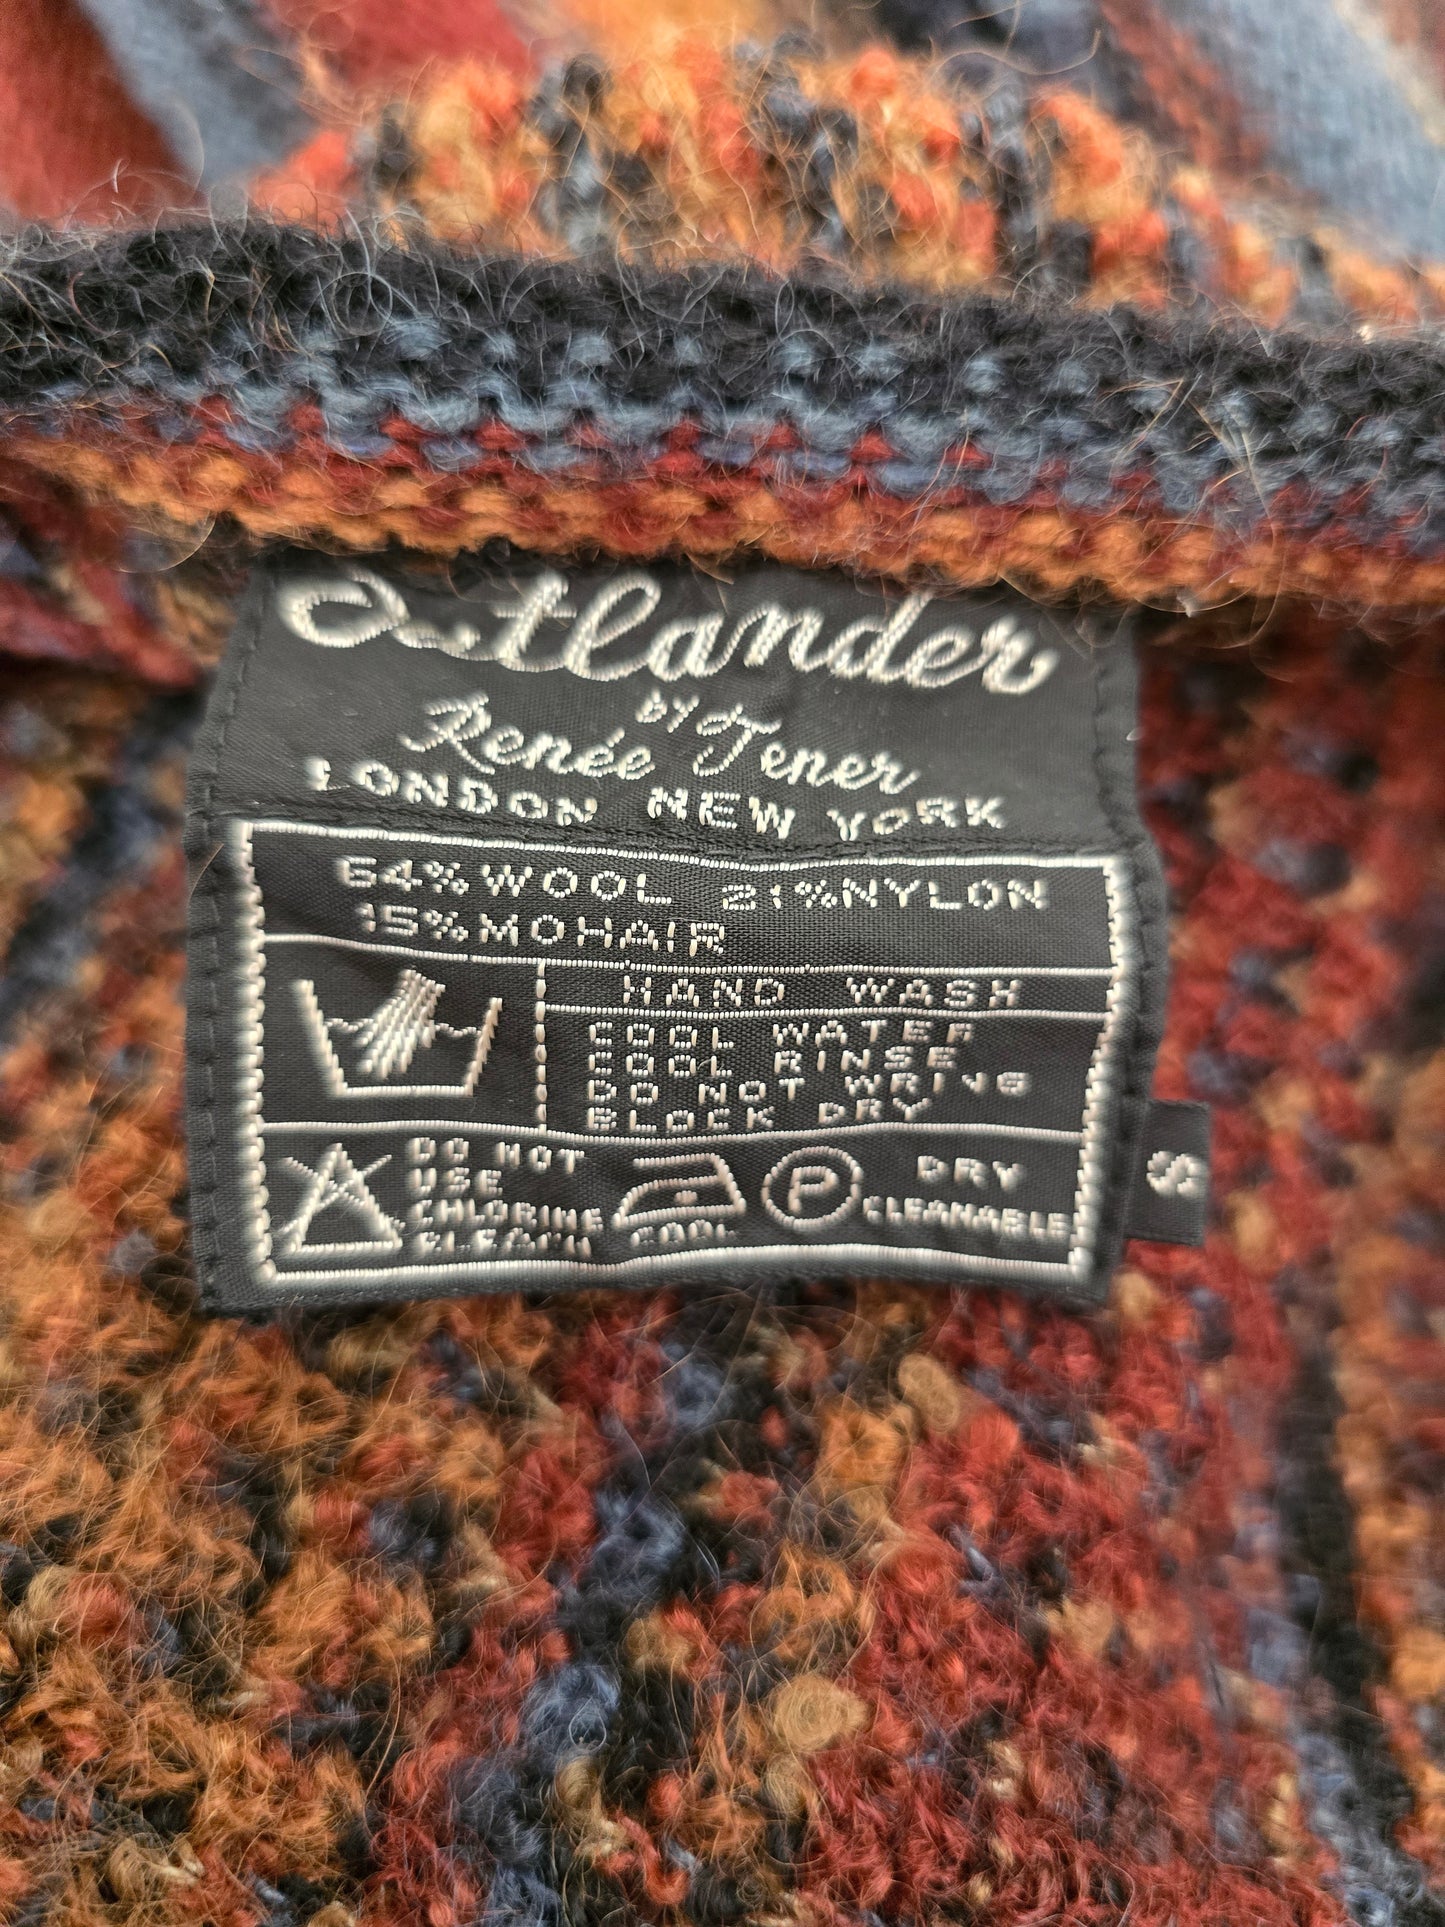 Outlander
BY
Renée Tener
LONDON NEW YORK
64% WOOL 21% NYLON
15% MOHAIR
HAND WASH
COOL WATER
COOL RINSE
DO NOT WRING
BLOCK DRY
DO NOT
USE
CHLORINE
BLEACH
COOL
P
DRY
CLEANABLE
S